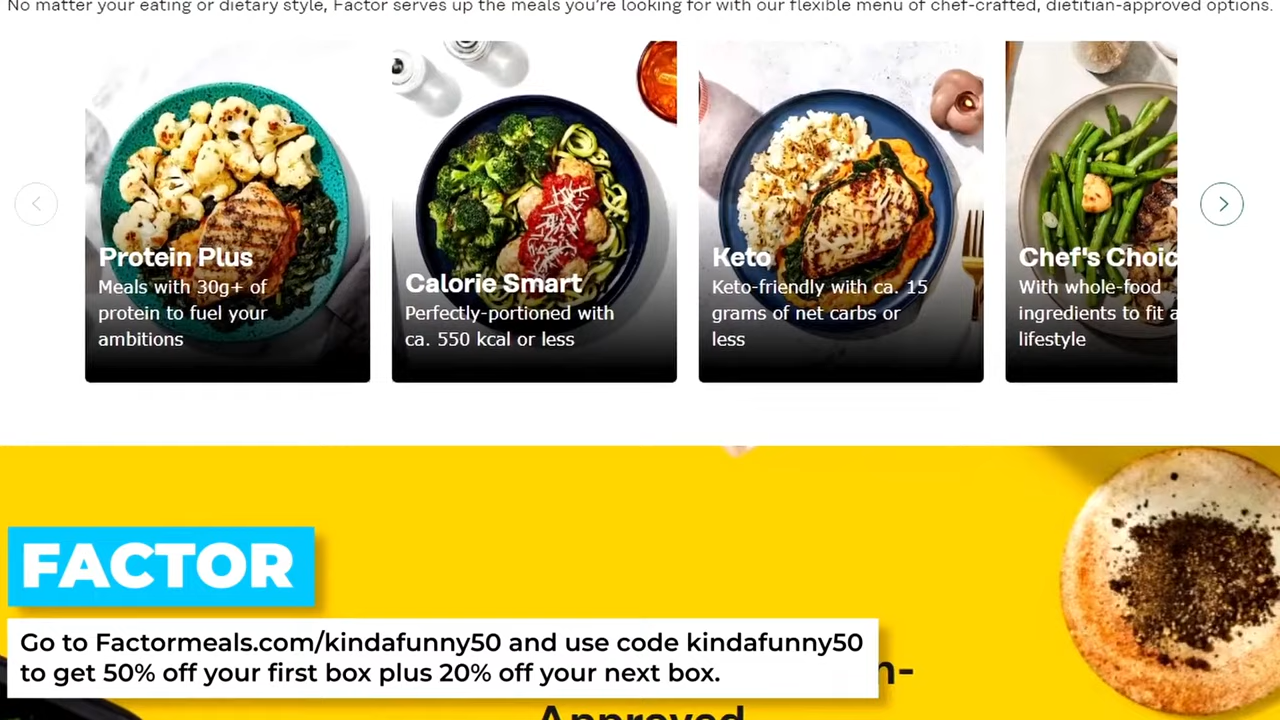 No matter your eating or dietary style, Factor serves up the meals you're looking for with our flexible menu of chef-crafted, dietitian-approved options.
Protein Plus
Meals with 30g+ of
protein to fuel your
ambitions
Calorie Smart
Perfectly-portioned with
ca. 550 kcal or less
Keto
Keto-friendly with ca. 15
grams of net carbs or
less
Chef's Choic
With whole-food
ingredients to fit a
lifestyle
FACTOR
Go to Factormeals.com/kindafunny50 and use code kindafunny50
to get 50% off your first box plus 20% off your next box.
n-
Approved